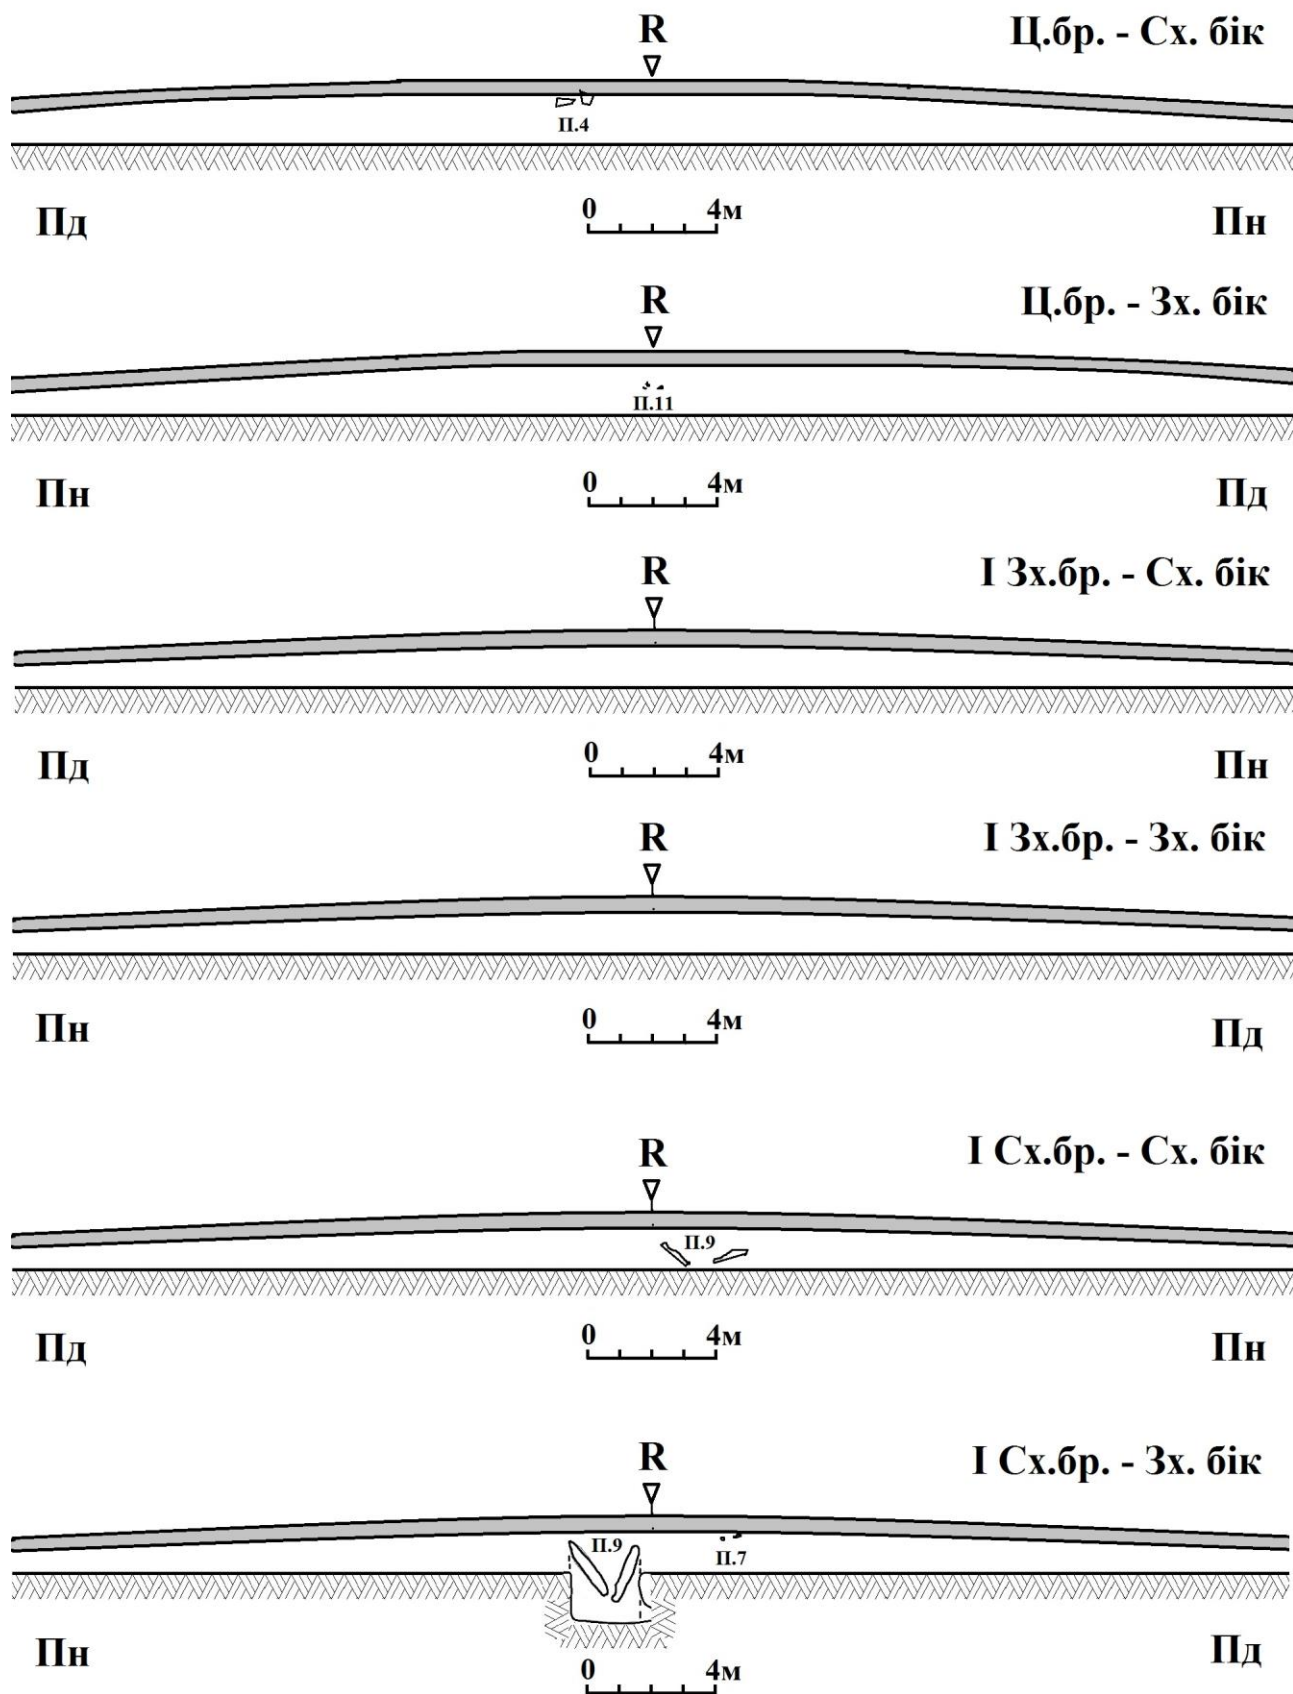 R
Ц.бр. - Сх. бік
П.4
Пд
0 4м
Пн
R
Ц.бр. - Зх. бік
П.11
Пн
0 4м
Пд
R
І Зх.бр. - Сх. бік
Пд
0 4м
Пн
R
І Зх.бр. - Зх. бік
Пн
0 4м
Пд
R
І Сх.бр. - Сх. бік
П.9
Пд
0 4м
Пн
R
І Сх.бр. - Зх. бік
П.9
П.7
Пн
0 4м
Пд